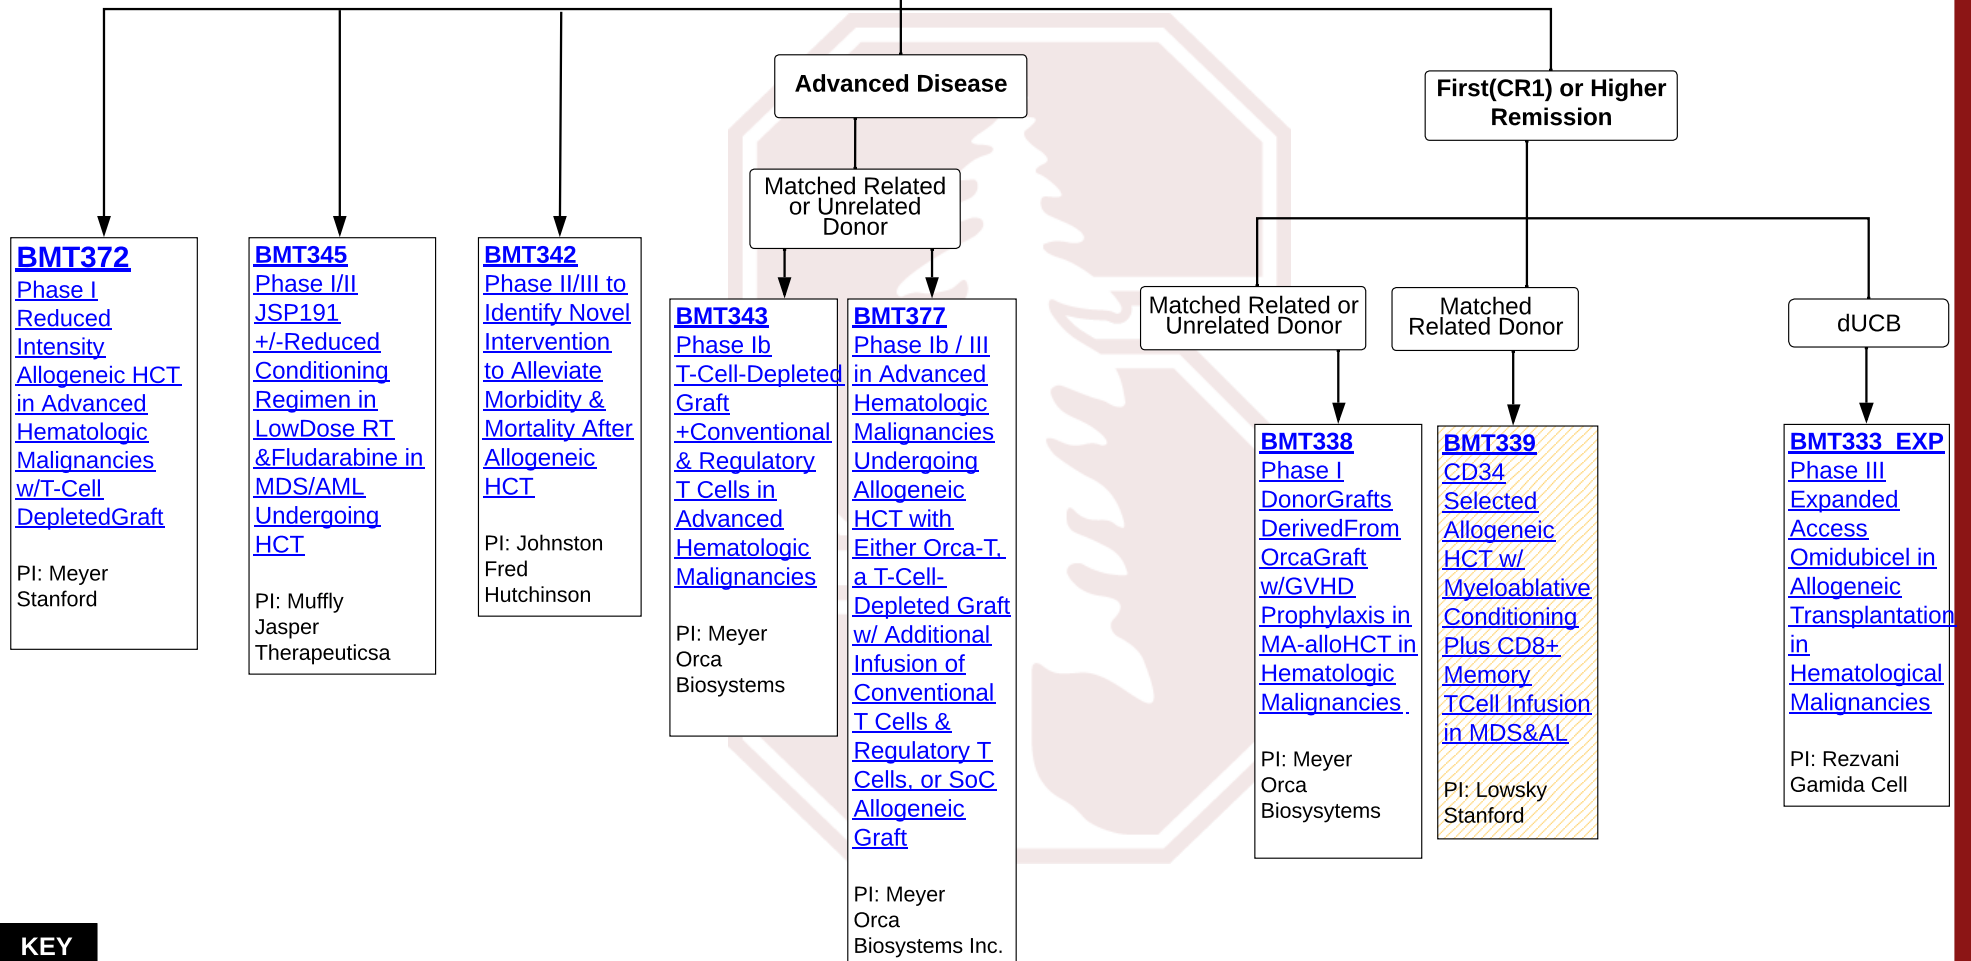 Advanced Disease
First(CR1) or Higher
Remission
Matched Related
or Unrelated
Donor
Matched Related or
Unrelated Donor
Matched
Related Donor
dUCB
BMT372
Phase I
Reduced
Intensity
Allogeneic HCT
in Advanced
Hematologic
Malignancies
w/T-Cell
DepletedGraft
PI: Meyer
Stanford
BMT345
Phase I/II
JSP191
+/-Reduced
Conditioning
Regimen in
LowDose RT
&Fludarabine in
MDS/AML
Undergoing
HCT
PI: Muffly
Jasper
Therapeuticsa
BMT342
Phase II/III to
Identify Novel
Intervention
to Alleviate
Morbidity &
Mortality After
Allogeneic
HCT
PI: Johnston
Fred
Hutchinson
BMT343
Phase Ib
T-Cell-Depleted
Graft
+Conventional
& Regulatory
T Cells in
Advanced
Hematologic
Malignancies
PI: Meyer
Orca
Biosystems
BMT377
Phase Ib / III
in Advanced
Hematologic
Malignancies
Undergoing
Allogeneic
HCT with
Either Orca-T,
a T-Cell-
Depleted Graft
w/ Additional
Infusion of
Conventional
T Cells &
Regulatory T
Cells, or SoC
Allogeneic
Graft
PI: Meyer
Orca
Biosystems Inc.
BMT338
Phase I
DonorGrafts
DerivedFrom
OrcaGraft
w/GVHD
Prophylaxis in
MA-alloHCT in
Hematologic
Malignancies .
PI: Meyer
Orca
Biosysytems
BMT339
CD34
Selected
Allogeneic
HCT w/
Myeloablative
Conditioning
Plus CD8+
Memory
TCell Infusion
in MDS&AL
PI: Lowsky
Stanford
BMT333_EXP
Phase III
Expanded
Access
Omidubicel in
Allogeneic
Transplantation
in
Hematological
Malignancies
PI: Rezvani
Gamida Cell
KEY